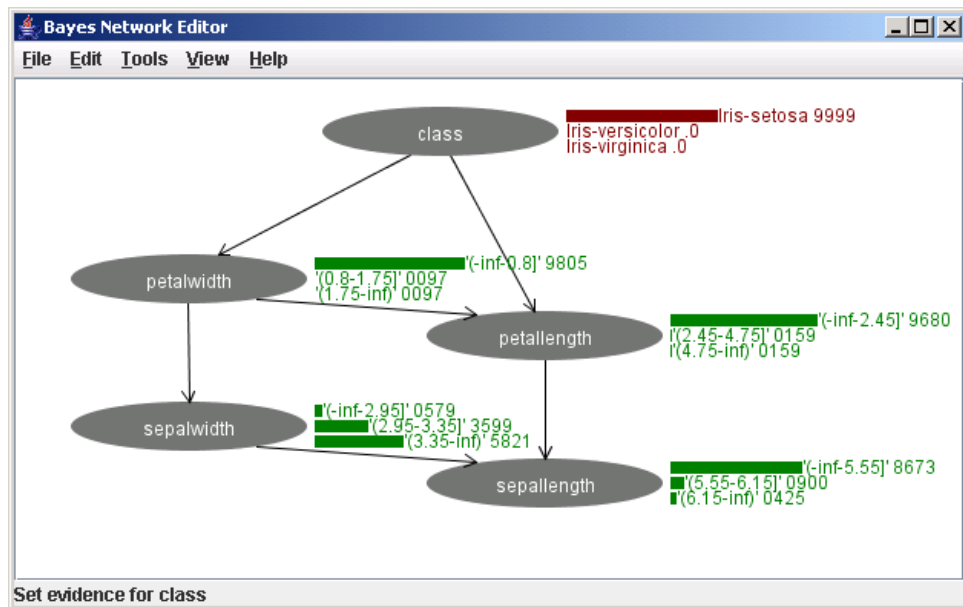 Bayes Network Editor
File Edit Tools View Help
class
Iris-setosa 9999
Iris-versicolor .0
Iris-virginica .0
petalwidth
'(-inf-0.8]' 9805
'(0.8-1.75]' 0097
'(1.75-inf)' 0097
petallength
'(-inf-2.45]' 9680
'(2.45-4.75]' 0159
'(4.75-inf)' 0159
sepalwidth
'(-inf-2.95]' 0579
'(2.95-3.35]' 3599
'(3.35-inf)' 5821
sepallength
'(-inf-5.55]' 8673
'(5.55-6.15]' 0900
'(6.15-inf)' 0425
Set evidence for class